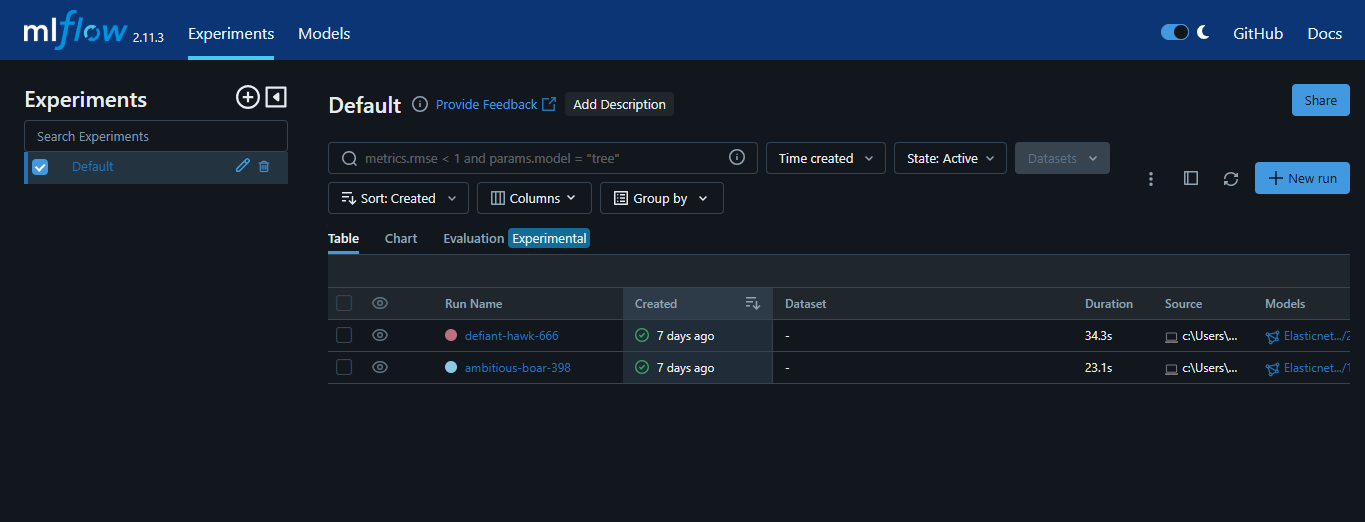 mlflow 2.11.3 Experiments Models GitHub Docs
Experiments
Search Experiments
Default
Default Provide Feedback Add Description Share
metrics.rmse < 1 and params.model = "tree" Time created State: Active Datasets
New run
Sort: Created Columns Group by
Table Chart Evaluation Experimental
Run Name Created Dataset Duration Source Models
defiant-hawk-666 7 days ago - 34.3s c:\Users\... Elasticnet.../2
ambitious-boar-398 7 days ago - 23.1s c:\Users\... Elasticnet.../1